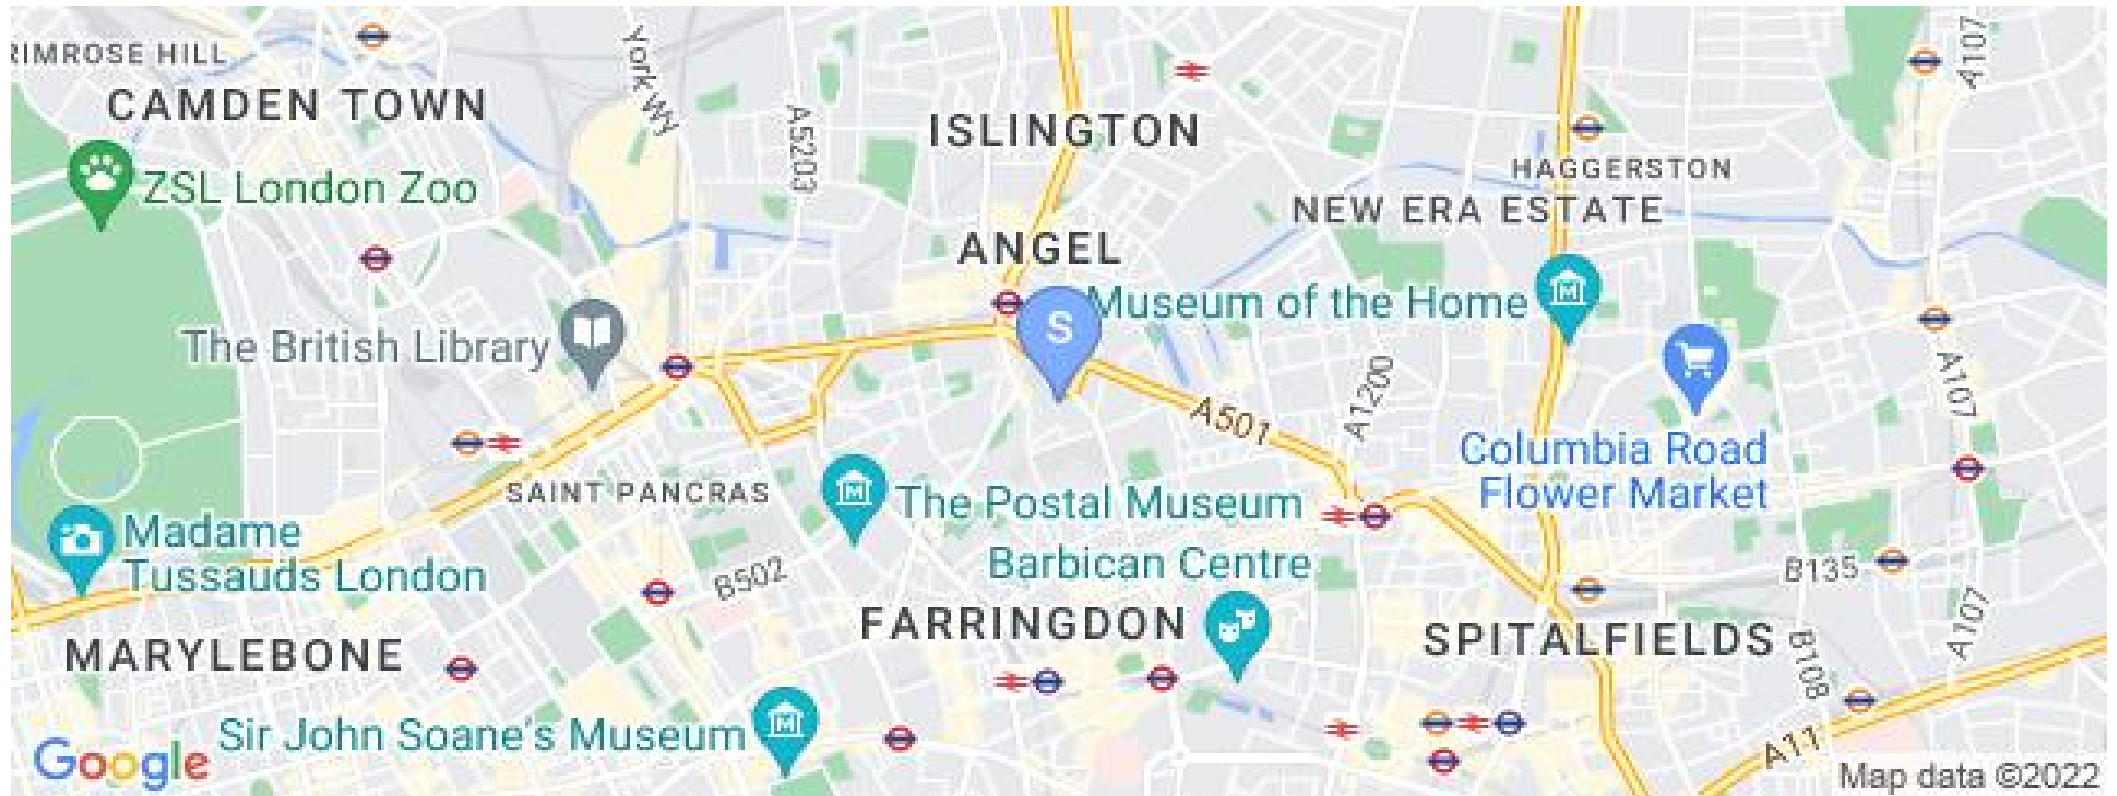 RIMROSE HILL
York Wy
A107
CAMDEN TOWN
A5203
ISLINGTON
HAGGERSTON
ZSL London Zoo
NEW ERA ESTATE
ANGEL
Museum of the Home
S
The British Library
A107
A1200
A501
Columbia Road
Flower Market
SAINT PANCRAS
The Postal Museum
Madame
Tussauds London
Barbican Centre
B502
B135
A107
FARRINGDON
SPITALFIELDS
MARYLEBONE
B108
Sir John Soane's Museum
A11
Google
Map data ©2022